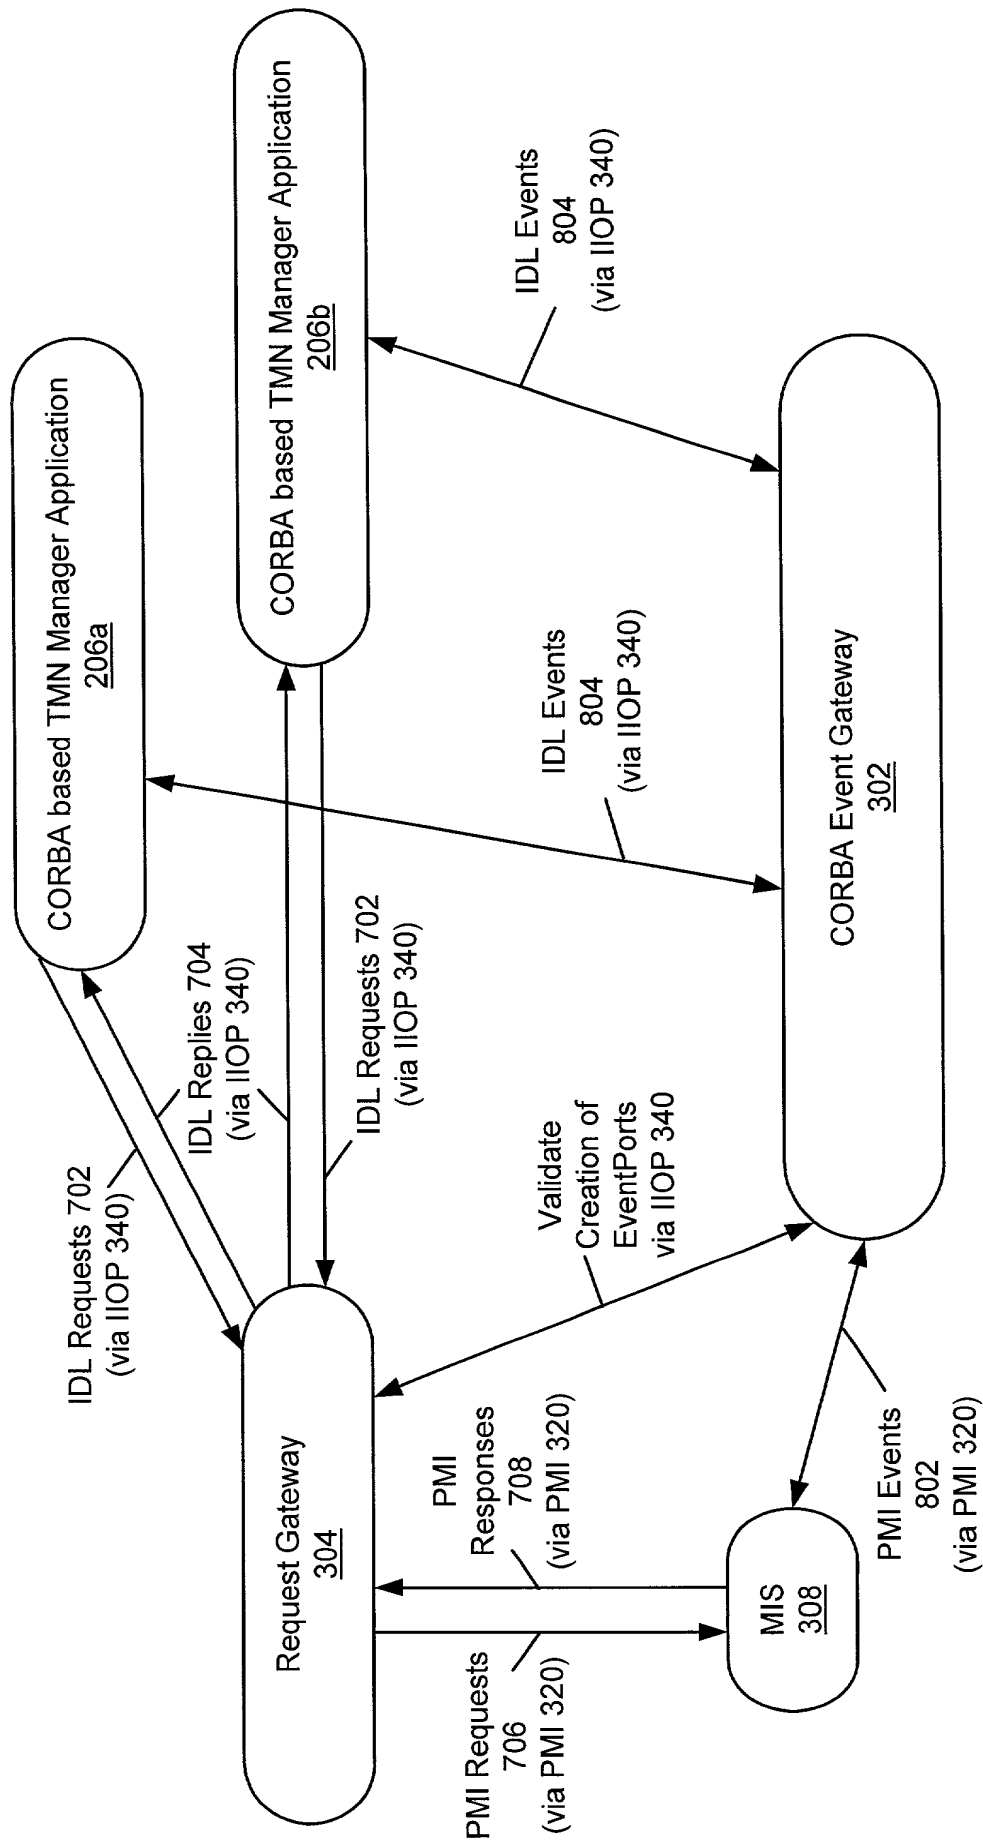 CORBA based TMN Manager Application
206a
CORBA based TMN Manager Application
206b
IDL Requests 702
(via IIOP 340)
IDL Replies 704
(via IIOP 340)
IDL Requests 702
(via IIOP 340)
IDL Events
804
(via IIOP 340)
IDL Events
804
(via IIOP 340)
Request Gateway
304
Validate
Creation of
EventPorts
via IIOP 340
PMI Requests
706
(via PMI 320)
PMI
Responses
708
(via PMI 320)
MIS
308
CORBA Event Gateway
302
PMI Events
802
(via PMI 320)